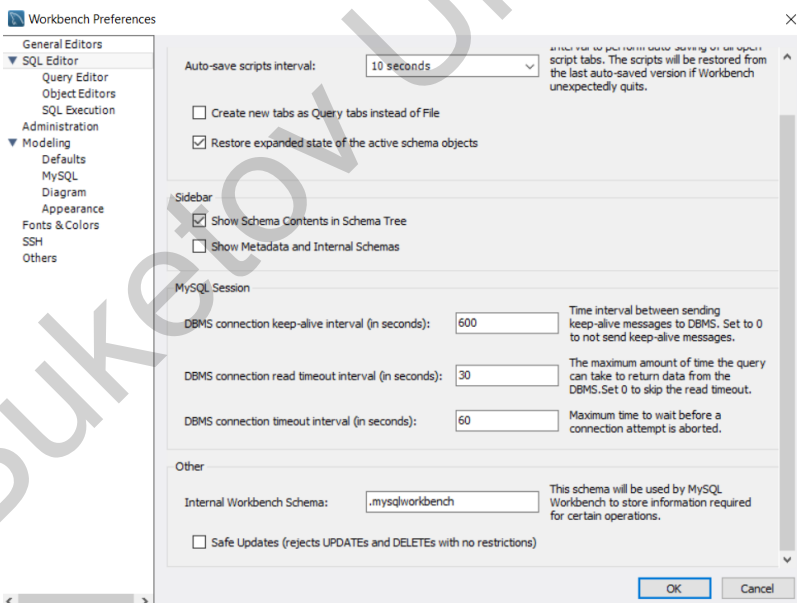 Workbench Preferences
General Editors
SQL Editor
Query Editor
Object Editors
SQL Execution
Administration
Modeling
Defaults
MySQL
Diagram
Appearance
Fonts & Colors
SSH
Others
Auto-save scripts interval:
10 seconds
Interval to perform auto-saving of all open
script tabs. The scripts will be restored from
the last auto-saved version if Workbench
unexpectedly quits.
Create new tabs as Query tabs instead of File
Restore expanded state of the active schema objects
Sidebar
Show Schema Contents in Schema Tree
Show Metadata and Internal Schemas
MySQL Session
DBMS connection keep-alive interval (in seconds):
600
Time interval between sending
keep-alive messages to DBMS. Set to 0
to not send keep-alive messages.
DBMS connection read timeout interval (in seconds):
30
The maximum amount of time the query
can take to return data from the
DBMS.Set 0 to skip the read timeout.
DBMS connection timeout interval (in seconds):
60
Maximum time to wait before a
connection attempt is aborted.
Other
Internal Workbench Schema:
.mysqlworkbench
This schema will be used by MySQL
Workbench to store information required
for certain operations.
Safe Updates (rejects UPDATEs and DELETEs with no restrictions)
OK
Cancel
Buketov U